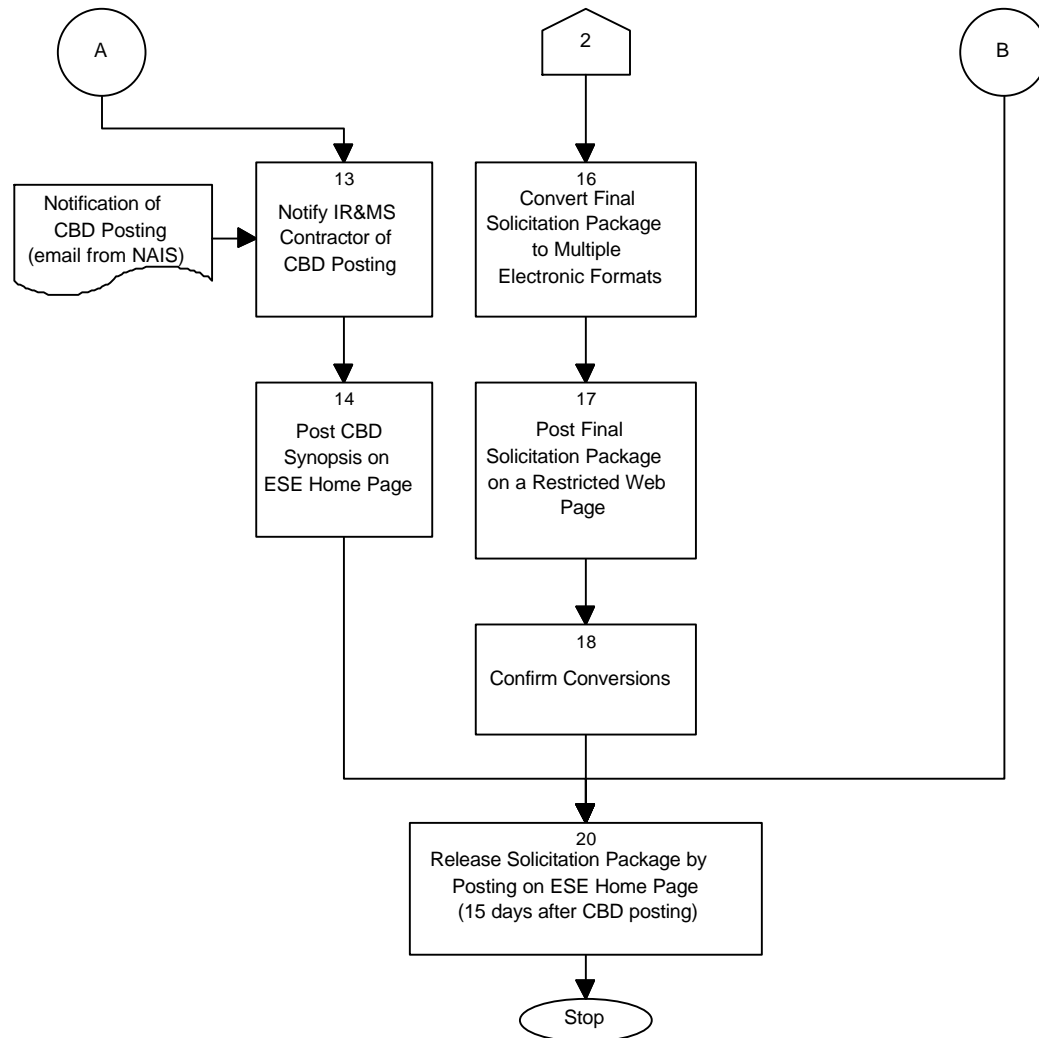 A
2
B
13
Notify IR&MS
Contractor of
CBD Posting
Notification of
CBD Posting
(email from NAIS)
16
Convert Final
Solicitation Package
to Multiple
Electronic Formats
14
Post CBD
Synopsis on
ESE Home Page
17
Post Final
Solicitation Package
on a Restricted Web
Page
18
Confirm Conversions
20
Release Solicitation Package by
Posting on ESE Home Page
(15 days after CBD posting)
Stop